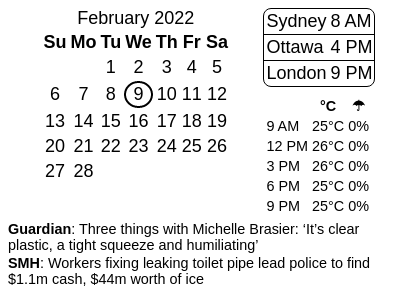 February 2022
Su Mo Tu We Th Fr Sa
1 2 3 4 5
6 7 8 9 10 11 12
13 14 15 16 17 18 19
20 21 22 23 24 25 26
27 28
Sydney 8 AM
Ottawa 4 PM
London 9 PM
°C ☂
9 AM 25°C 0%
12 PM 26°C 0%
3 PM 26°C 0%
6 PM 25°C 0%
9 PM 25°C 0%
Guardian: Three things with Michelle Brasier: ‘It’s clear
plastic, a tight squeeze and humiliating’
SMH: Workers fixing leaking toilet pipe lead police to find
$1.1m cash, $44m worth of ice